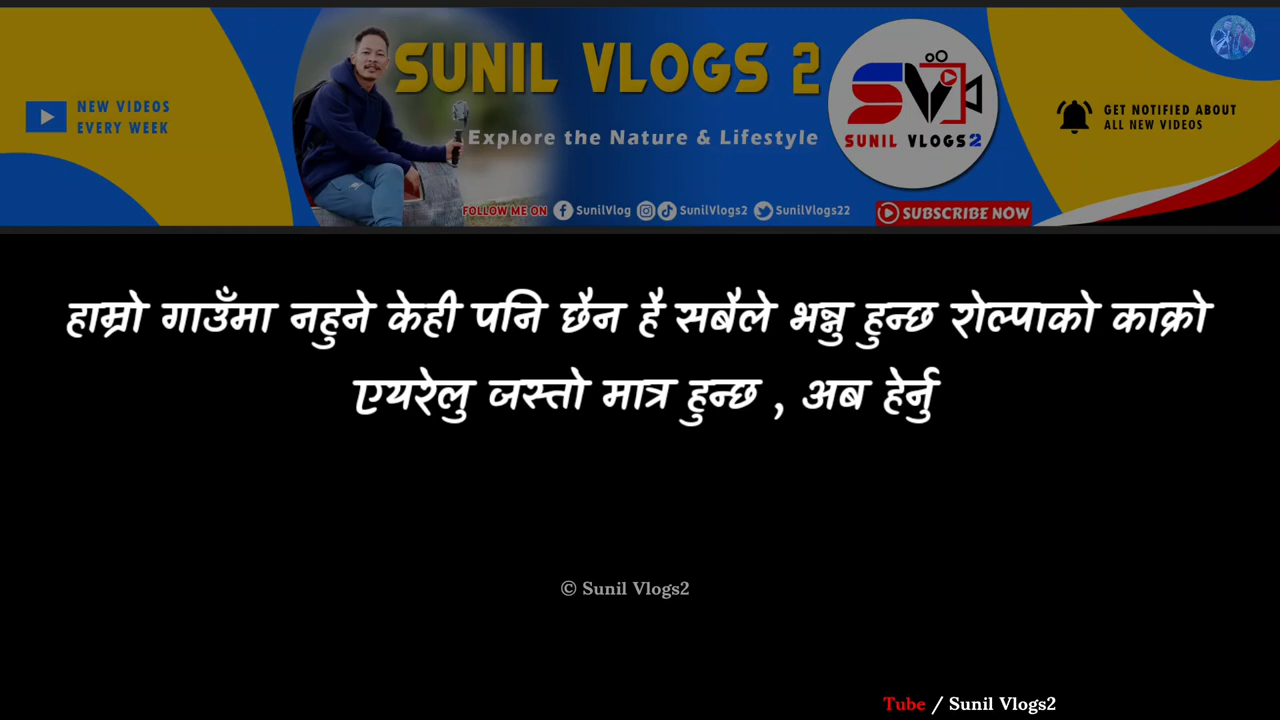 NEW VIDEOS
EVERY WEEK
SUNIL VLOGS 2
Explore the Nature & Lifestyle
FOLLOW ME ON SunilVlog SunilVlogs2 SunilVlogs22
SUNIL VLOGS2
SUBSCRIBE NOW
GET NOTIFIED ABOUT
ALL NEW VIDEOS
हाम्रो गाउँमा नहुने केही पनि छैन है सबैले भन्नु हुन्छ रोल्पाको काक्रो
एयरेलु जस्तो मात्र हुन्छ , अब हेर्नु
© Sunil Vlogs2
Tube / Sunil Vlogs2